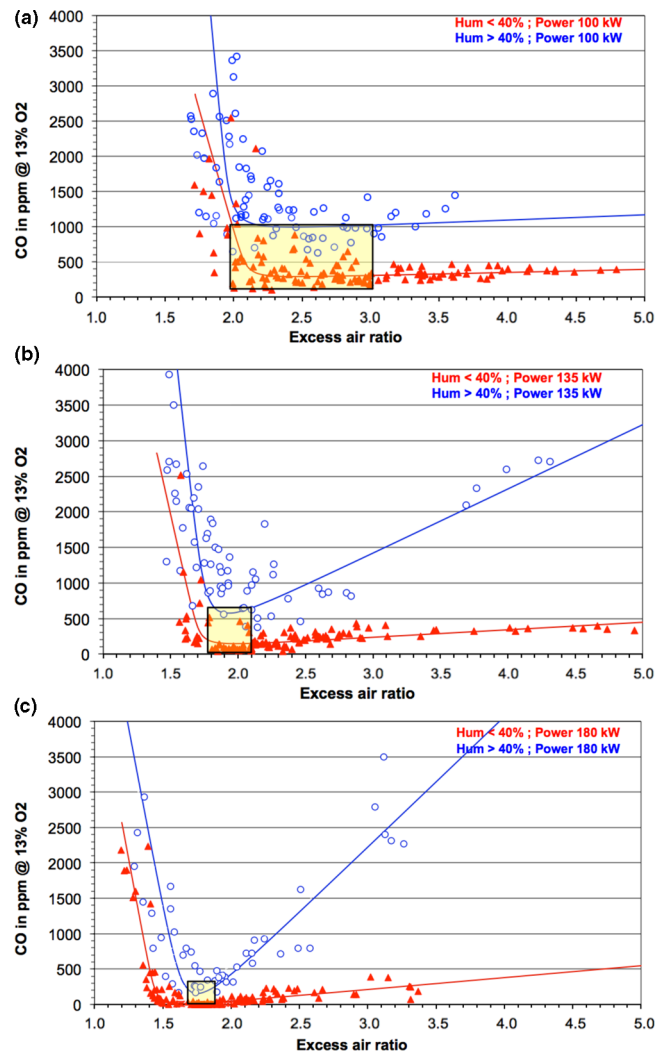 (a)
4000
3500
3000
2500
2000
1500
1000
500
0
CO in ppm @ 13% O2
Hum < 40% ; Power 100 kW
Hum > 40% ; Power 100 kW
1.0 1.5 2.0 2.5 3.0 3.5 4.0 4.5 5.0
Excess air ratio
(b)
4000
3500
3000
2500
2000
1500
1000
500
0
CO in ppm @ 13% O2
Hum < 40% ; Power 135 kW
Hum > 40% ; Power 135 kW
1.0 1.5 2.0 2.5 3.0 3.5 4.0 4.5 5.0
Excess air ratio
(c)
4000
3500
3000
2500
2000
1500
1000
500
0
CO in ppm @ 13% O2
Hum < 40% ; Power 180 kW
Hum > 40% ; Power 180 kW
1.0 1.5 2.0 2.5 3.0 3.5 4.0 4.5 5.0
Excess air ratio